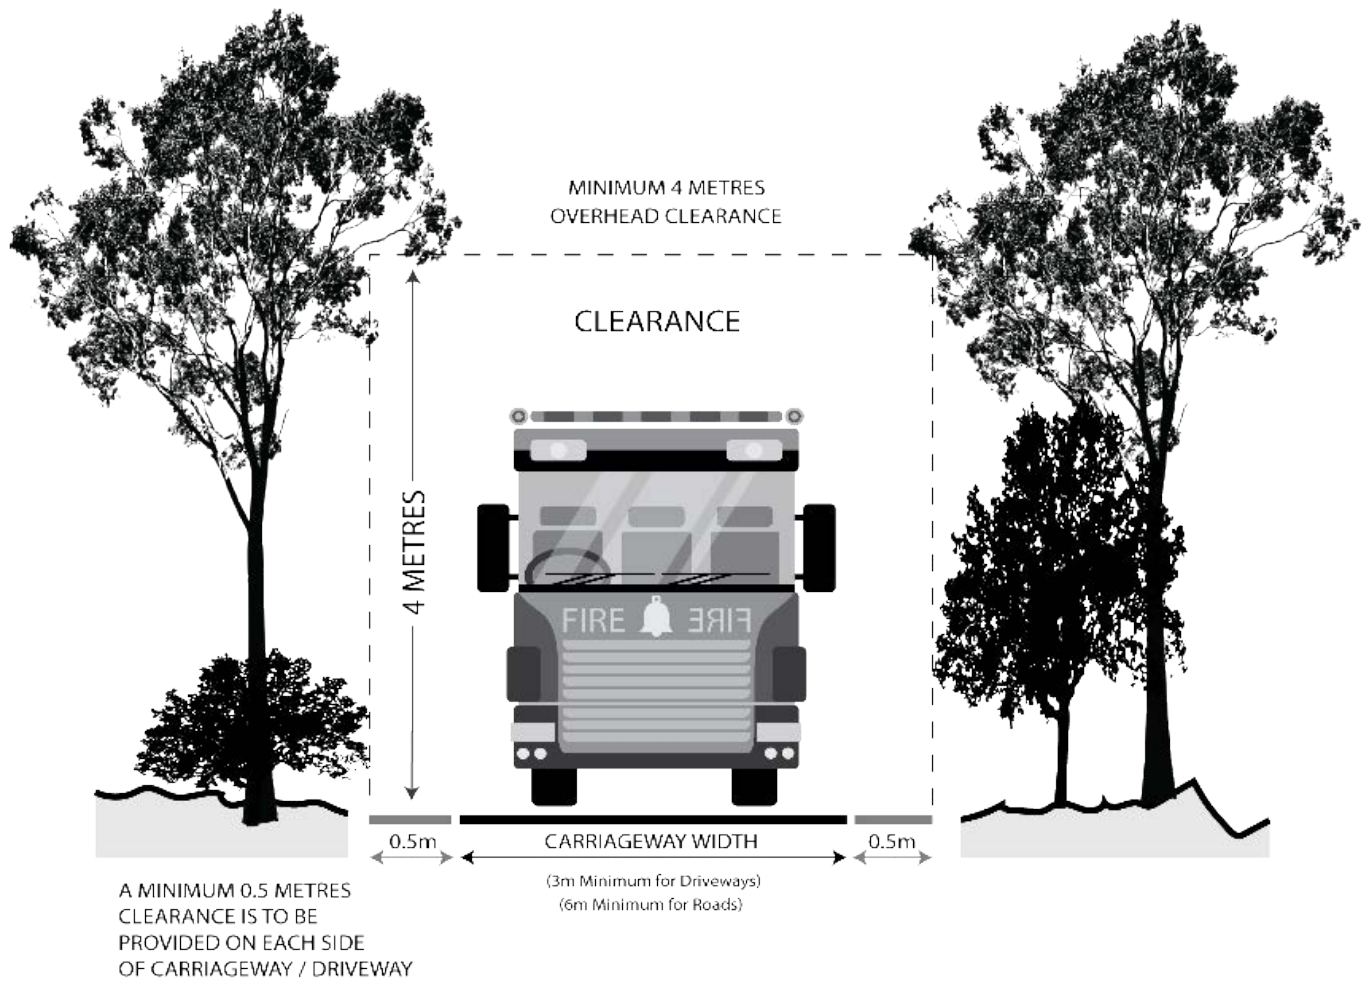 MINIMUM 4 METRES
OVERHEAD CLEARANCE
CLEARANCE
4 METRES
FIRE FIRE
0.5m
CARRIAGEWAY WIDTH
0.5m
(3m Minimum for Driveways)
(6m Minimum for Roads)
A MINIMUM 0.5 METRES
CLEARANCE IS TO BE
PROVIDED ON EACH SIDE
OF CARRIAGEWAY / DRIVEWAY